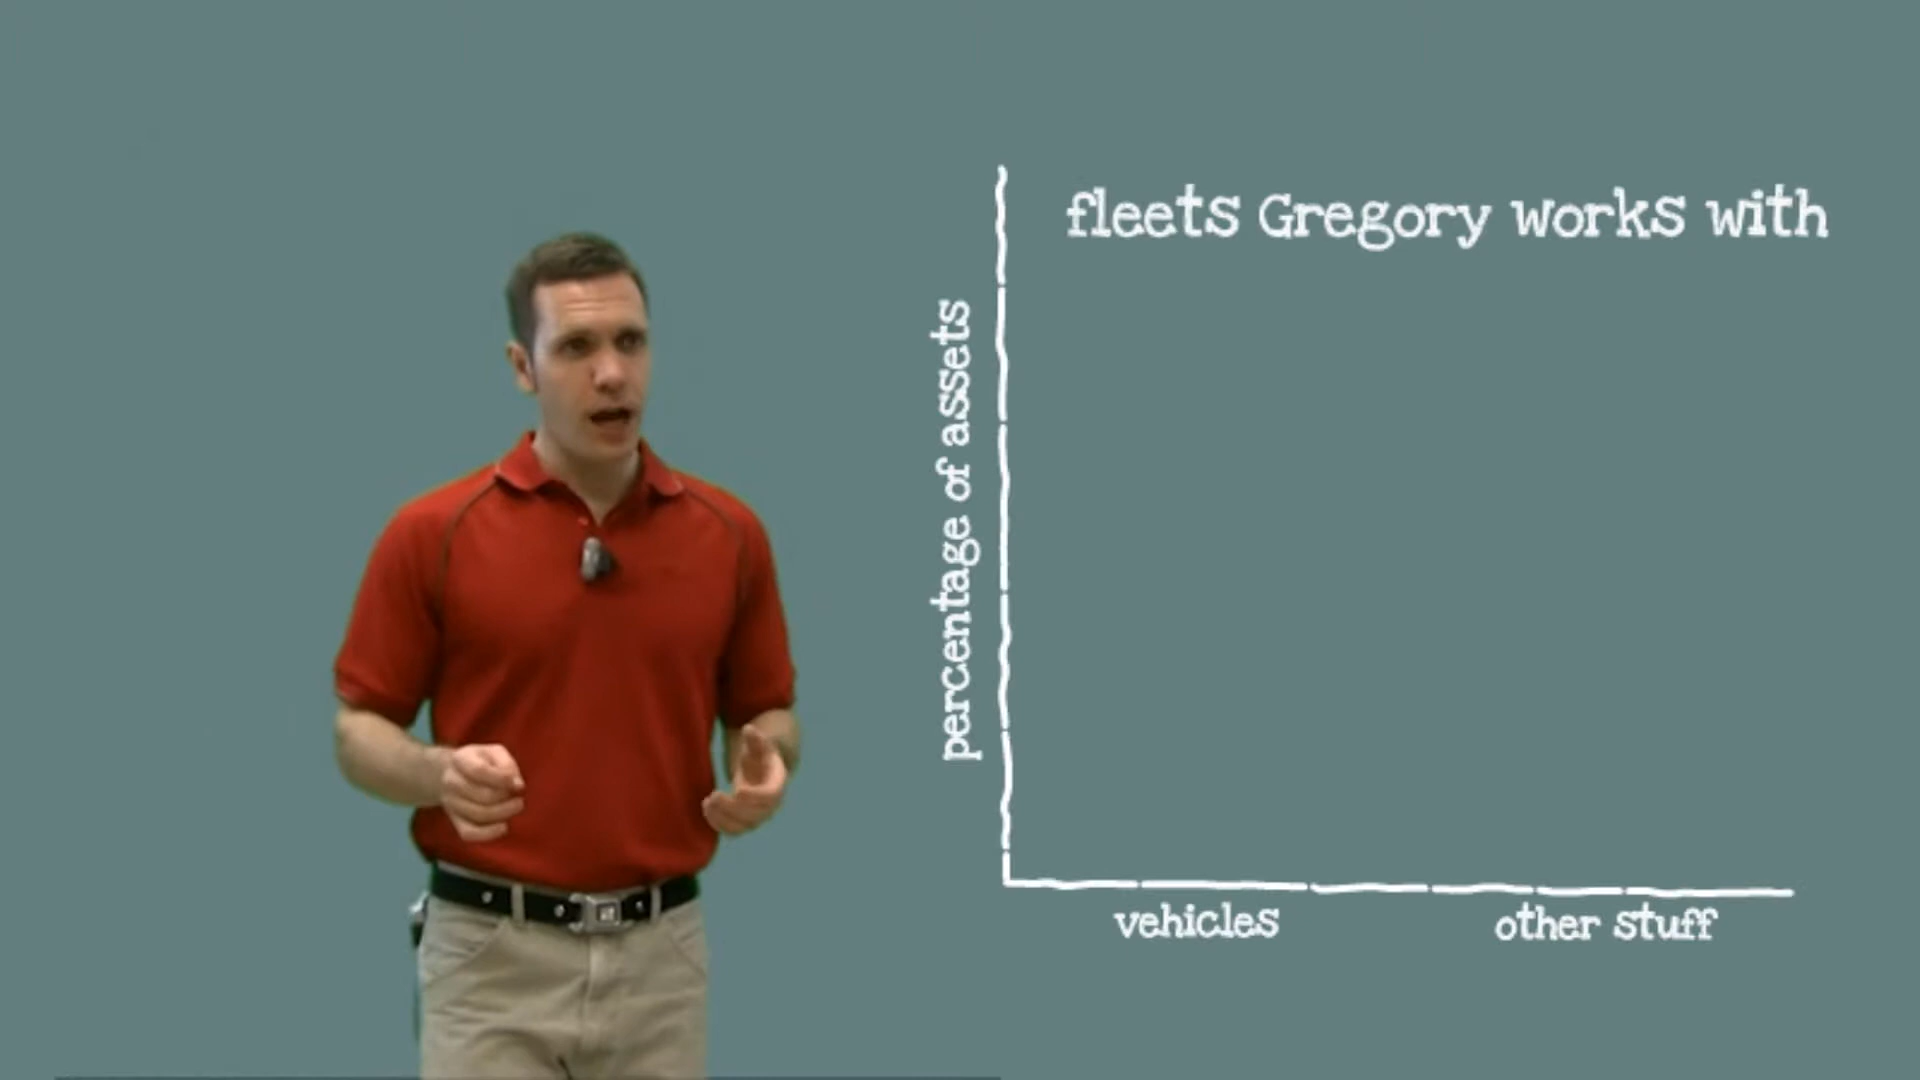 fleets Gregory works with
percentage of assets
vehicles
other stuff